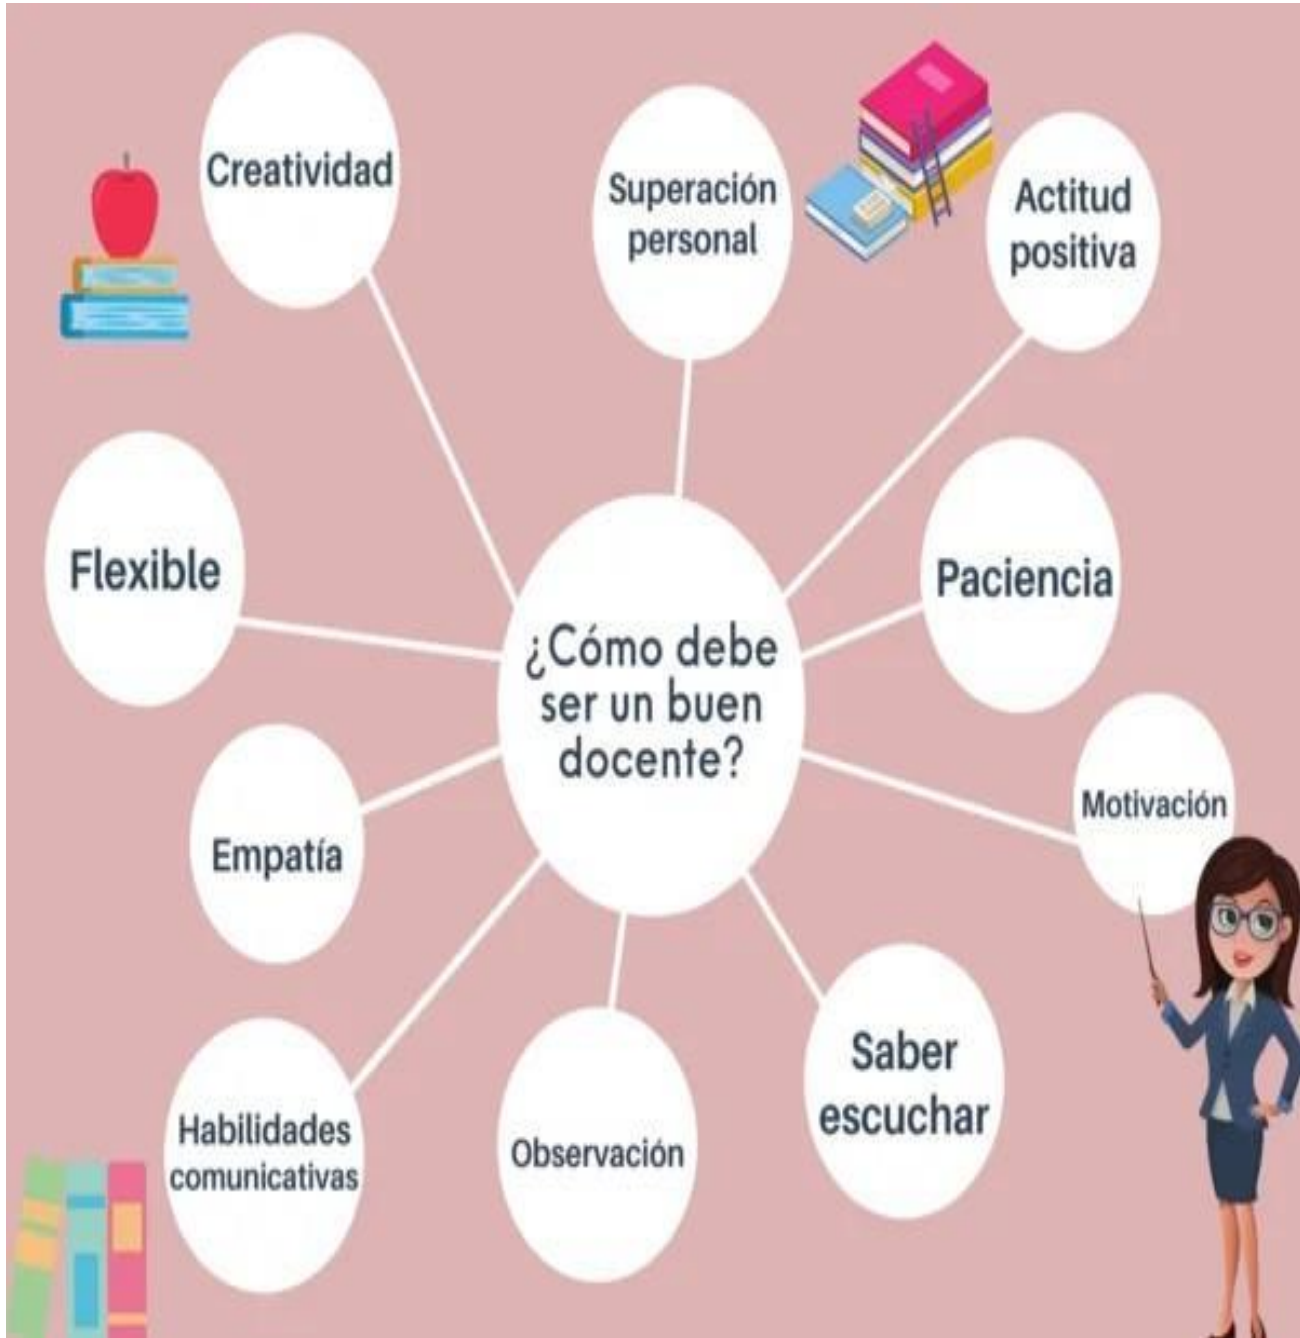 Creatividad
Superación
personal
Actitud
positiva
Flexible
Paciencia
¿Cómo debe
ser un buen
docente?
Motivación
Empatía
Saber
escuchar
Habilidades
comunicativas
Observación